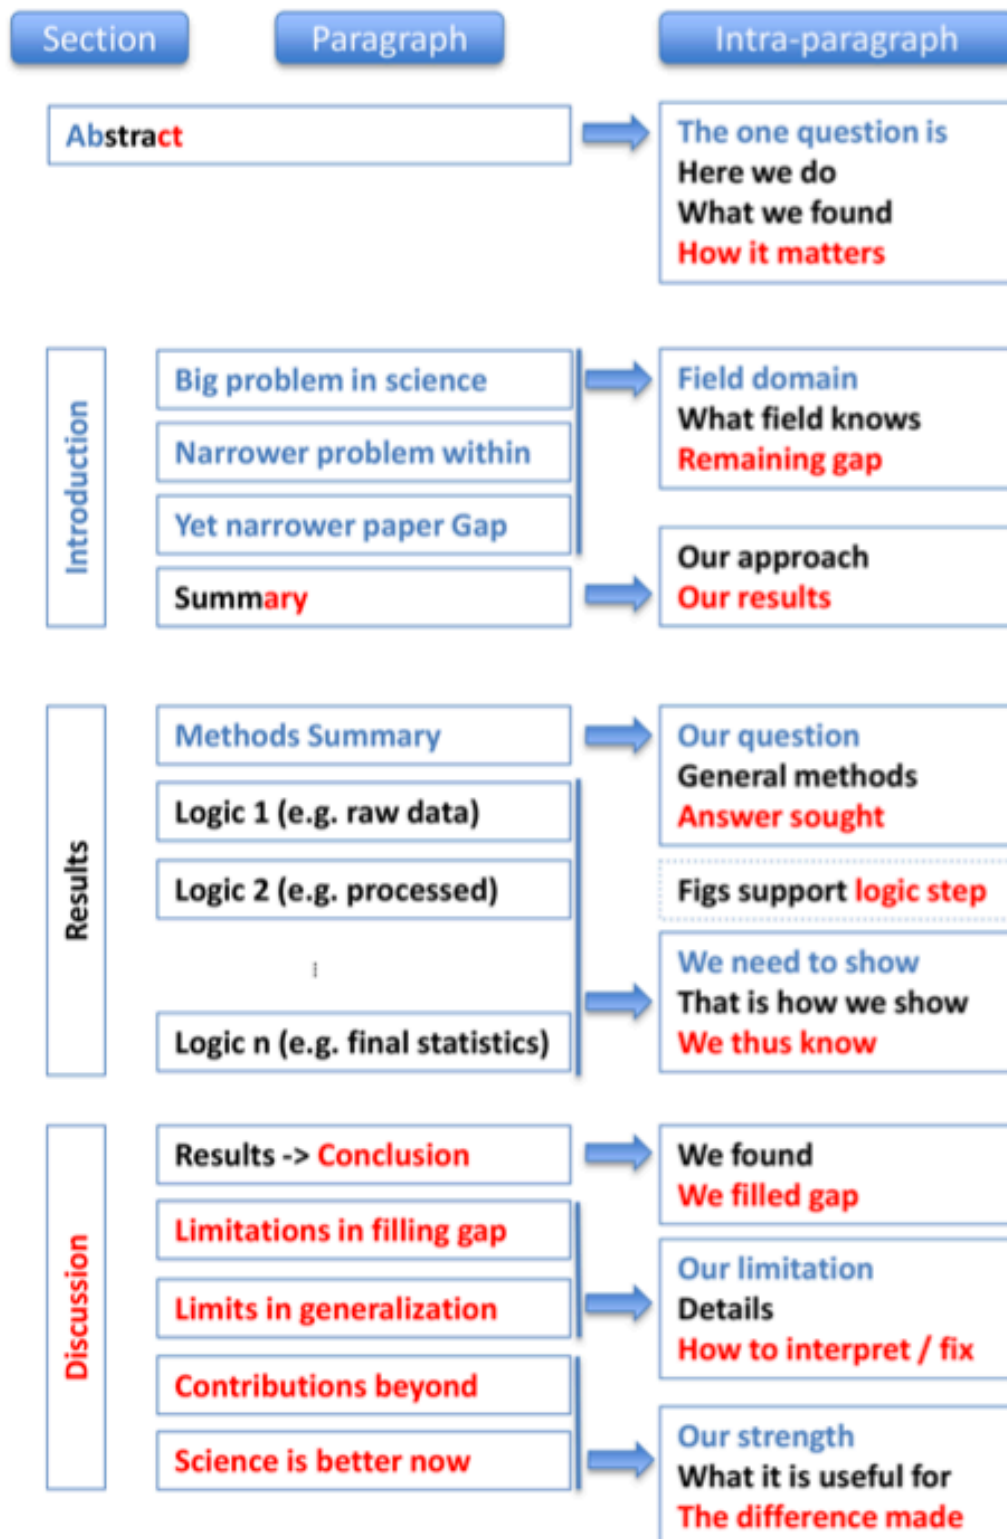 Section
Paragraph
Intra-paragraph
Abstract
The one question is
Here we do
What we found
How it matters
Introduction
Big problem in science
Narrower problem within
Yet narrower paper Gap
Summary
Field domain
What field knows
Remaining gap
Our approach
Our results
Results
Methods Summary
Logic 1 (e.g. raw data)
Logic 2 (e.g. processed)
⁞
Logic n (e.g. final statistics)
Our question
General methods
Answer sought
Figs support logic step
We need to show
That is how we show
We thus know
Discussion
Results -> Conclusion
Limitations in filling gap
Limits in generalization
Contributions beyond
Science is better now
We found
We filled gap
Our limitation
Details
How to interpret / fix
Our strength
What it is useful for
The difference made